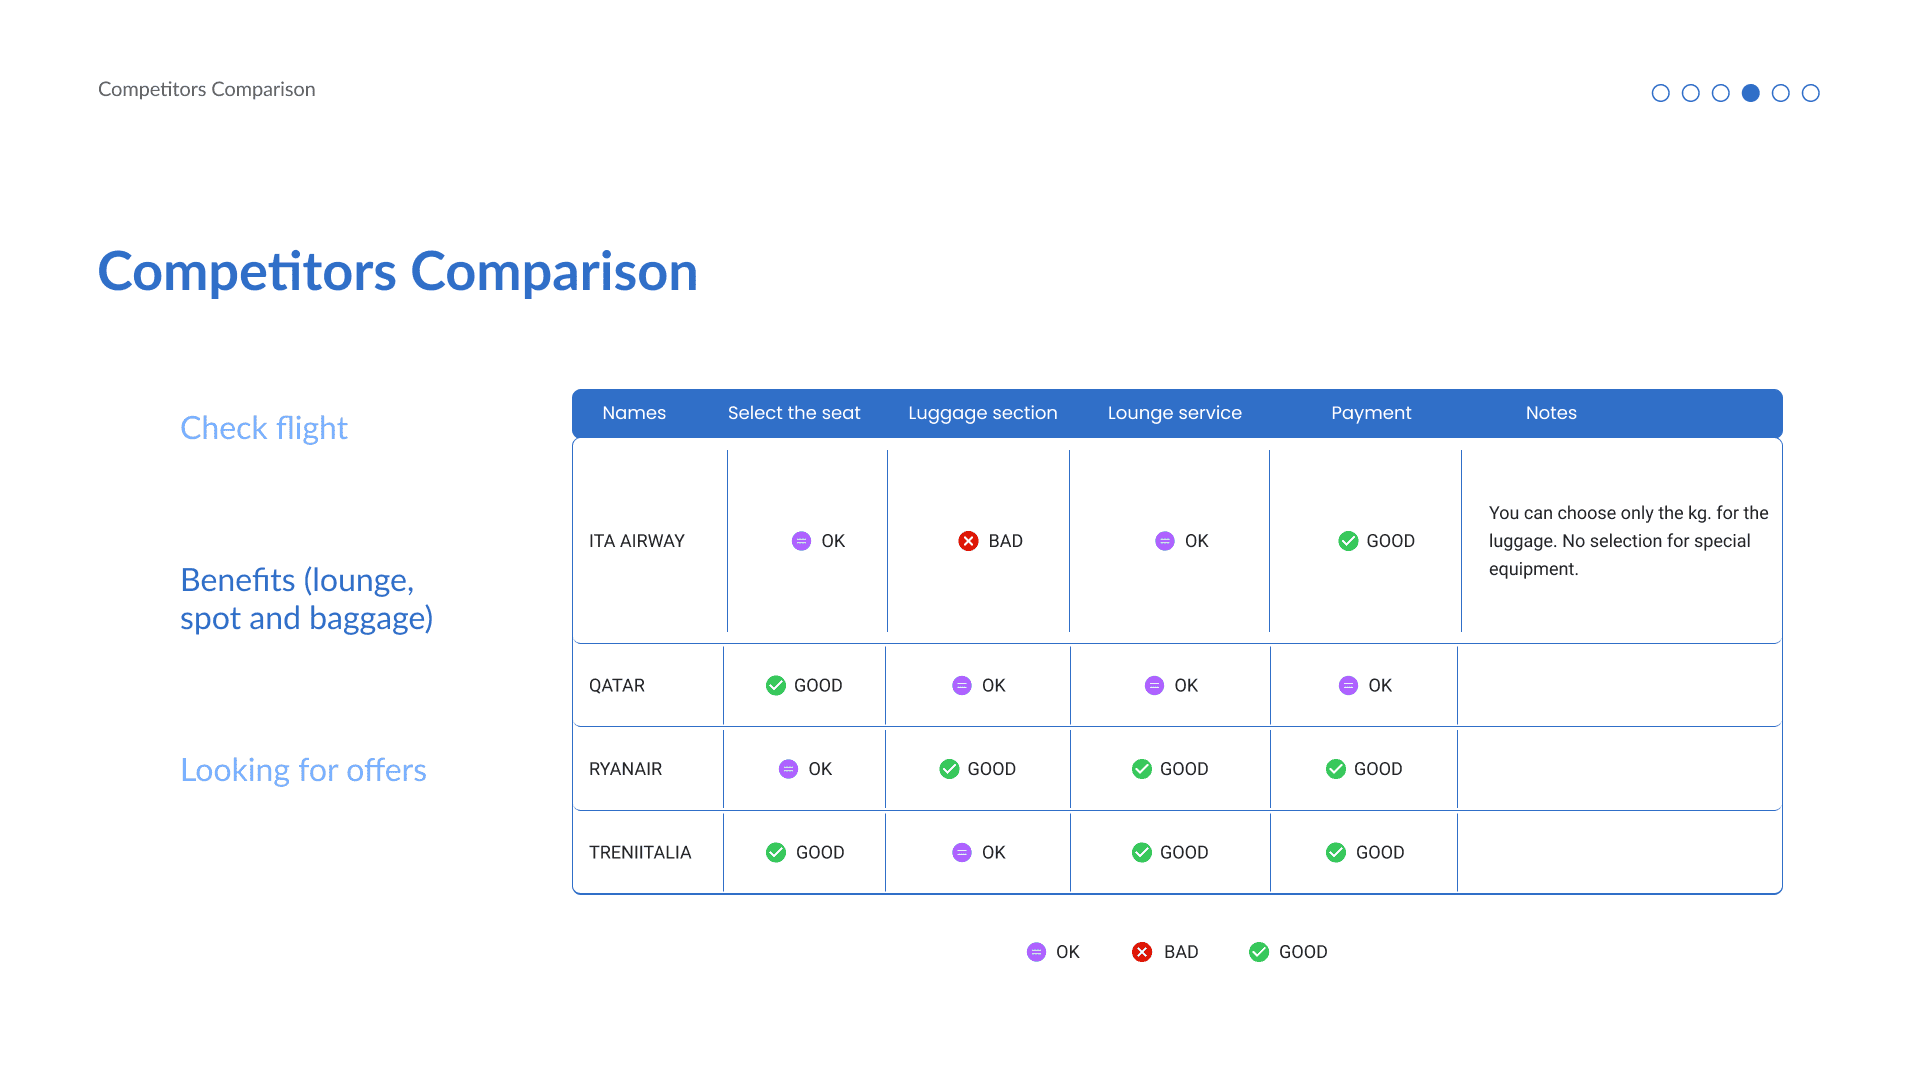 Competitors Comparison
Competitors Comparison
Check flight
Benefits (lounge,
spot and baggage)
Looking for offers
Names Select the seat Luggage section Lounge service Payment Notes
ITA AIRWAY OK BAD OK GOOD You can choose only the kg. for the
luggage. No selection for special
equipment.
QATAR GOOD OK OK OK
RYANAIR OK GOOD GOOD GOOD
TRENIITALIA GOOD OK GOOD GOOD
OK BAD GOOD